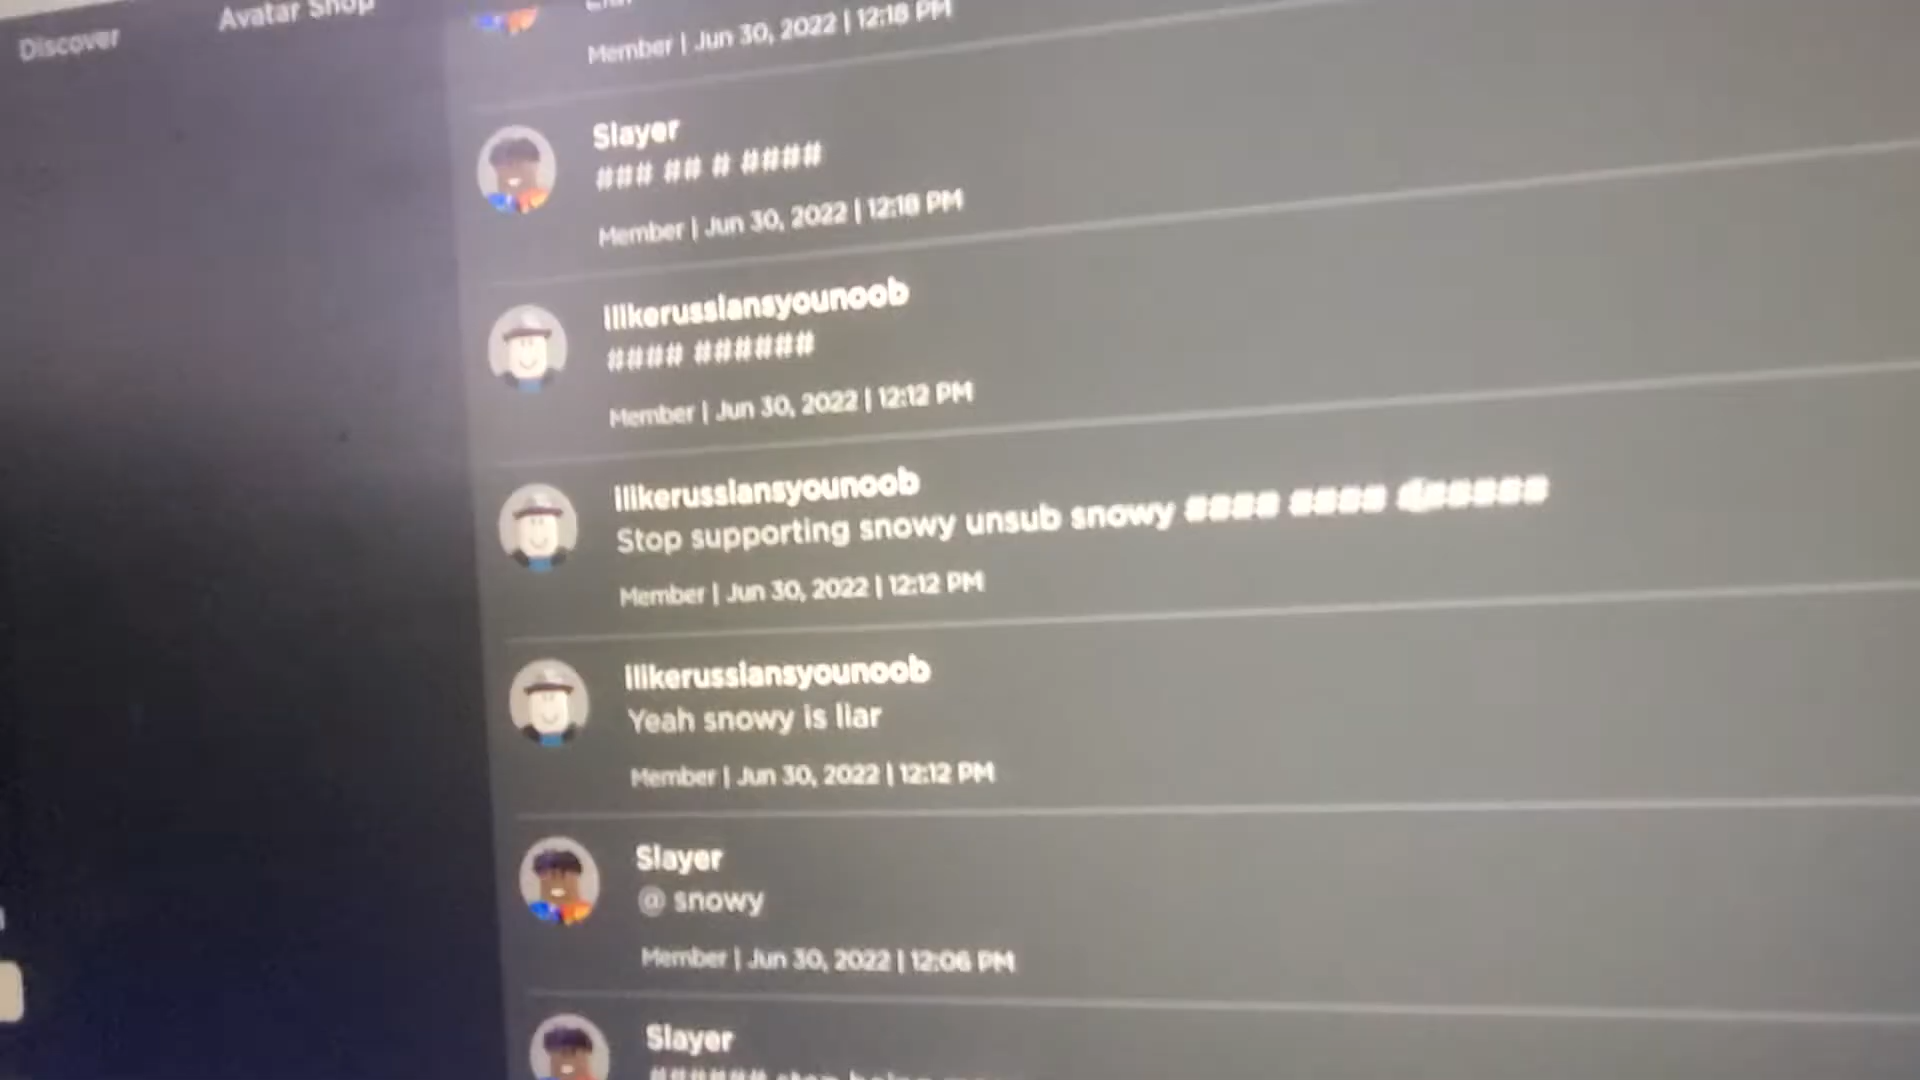 Discover
Avatar Shop
Member | Jun 30, 2022 | 12:18 PM
Slayer
### ## # ####
Member | Jun 30, 2022 | 12:18 PM
iilikerussiansyounoob
#### ######
Member | Jun 30, 2022 | 12:12 PM
iilikerussiansyounoob
Stop supporting snowy unsub snowy #### ####
Member | Jun 30, 2022 | 12:12 PM
iilikerussiansyounoob
Yeah snowy is liar
Member | Jun 30, 2022 | 12:12 PM
Slayer
@ snowy
Member | Jun 30, 2022 | 12:06 PM
Slayer